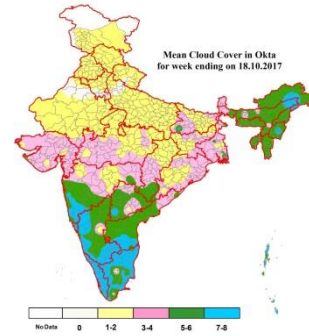 Mean Cloud Cover in Okta
for week ending on 18.10.2017
No Data 0 1-2 3-4 5-6 7-8